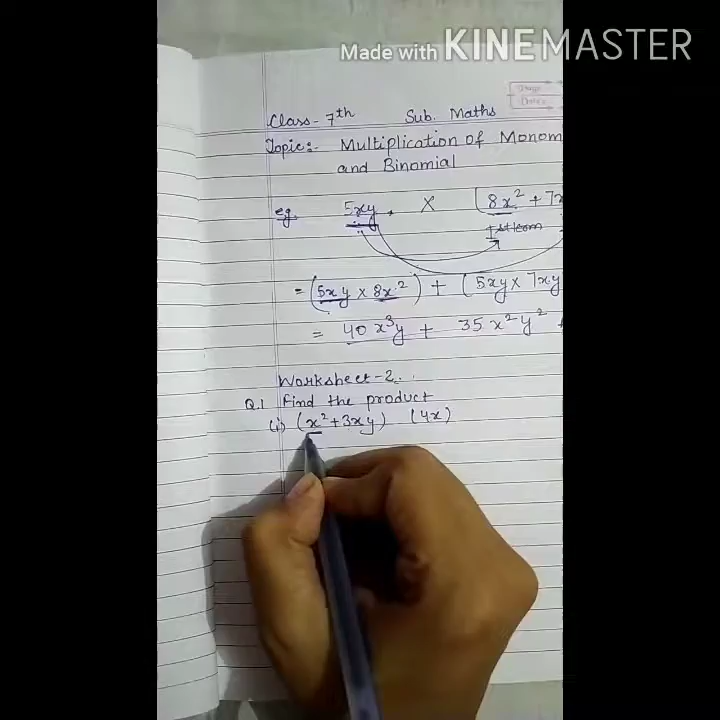 Made with KINEMASTER
Class - 7th Sub. Maths
Topic:- Multiplication of Monom
and Binomial
eg. 5xy . X (8x² + 7x
1st term
= (5xy x 8x²) + (5xy x 7xy
= 40x³y + 35x²y² +
Worksheet-2.
Q.1 Find the product
(i) (x² + 3xy) (4x)